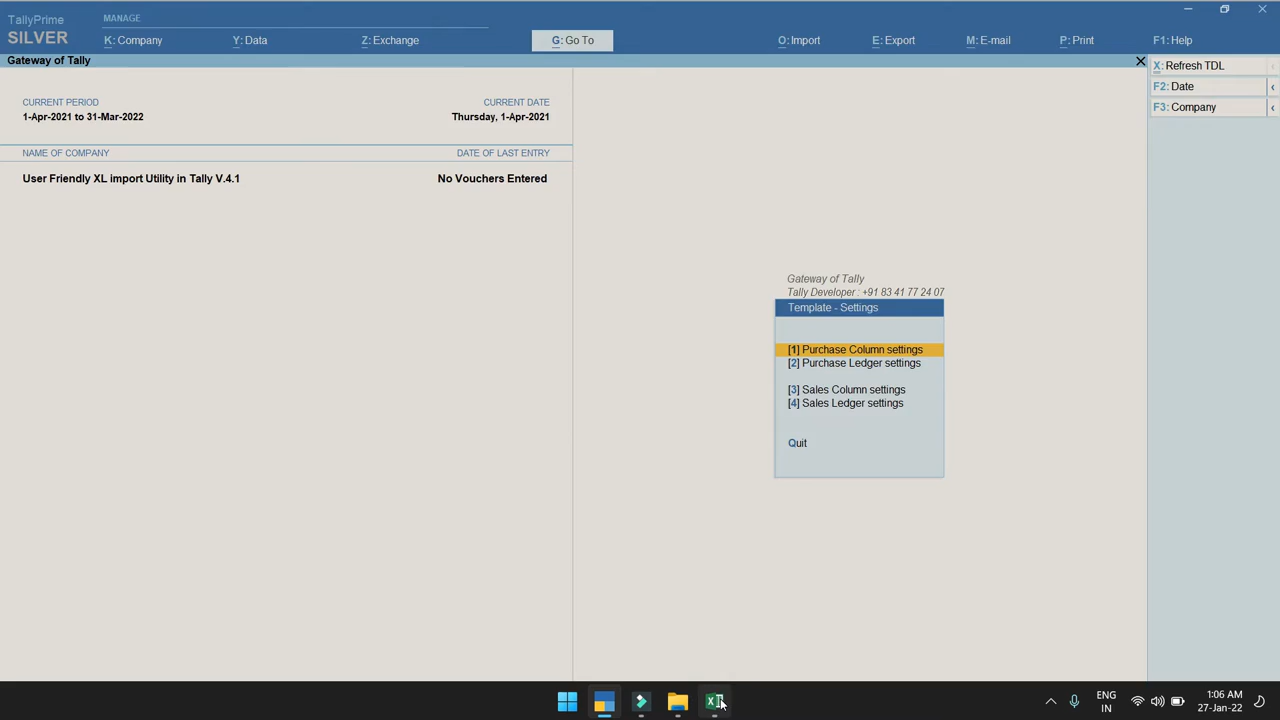 TallyPrime
SILVER
MANAGE
K: Company
Y: Data
Z: Exchange
G: Go To
O: Import
E: Export
M: E-mail
P: Print
F1: Help
Gateway of Tally
X: Refresh TDL
F2: Date
F3: Company
CURRENT PERIOD
CURRENT DATE
1-Apr-2021 to 31-Mar-2022
Thursday, 1-Apr-2021
NAME OF COMPANY
DATE OF LAST ENTRY
User Friendly XL import Utility in Tally V.4.1
No Vouchers Entered
Gateway of Tally
Tally Developer : +91 83 41 77 24 07
Template - Settings
[1] Purchase Column settings
[2] Purchase Ledger settings
[3] Sales Column settings
[4] Sales Ledger settings
Quit
ENG
IN
1:06 AM
27-Jan-22